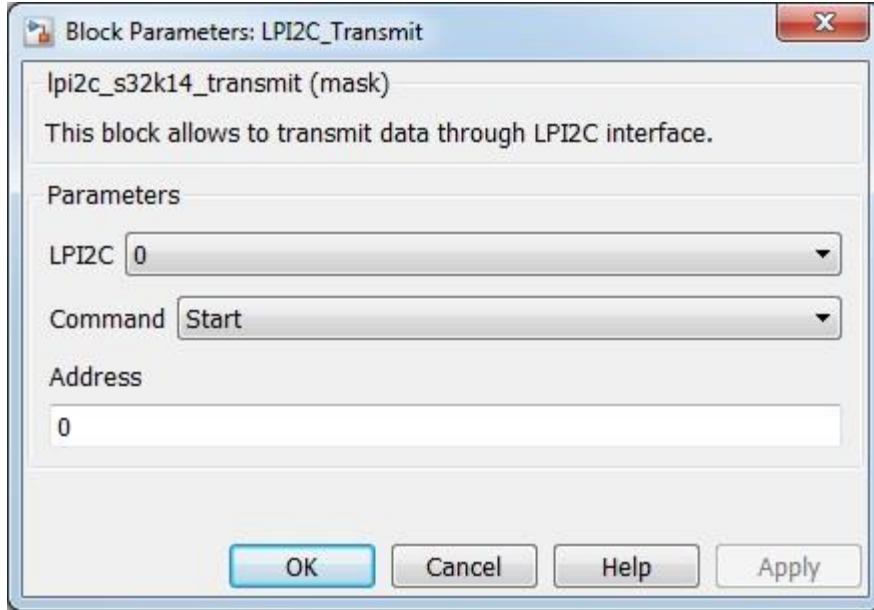 Block Parameters: LPI2C_Transmit
lpi2c_s32k14_transmit (mask)
This block allows to transmit data through LPI2C interface.
Parameters
LPI2C 0
Command Start
Address
0
OK Cancel Help Apply